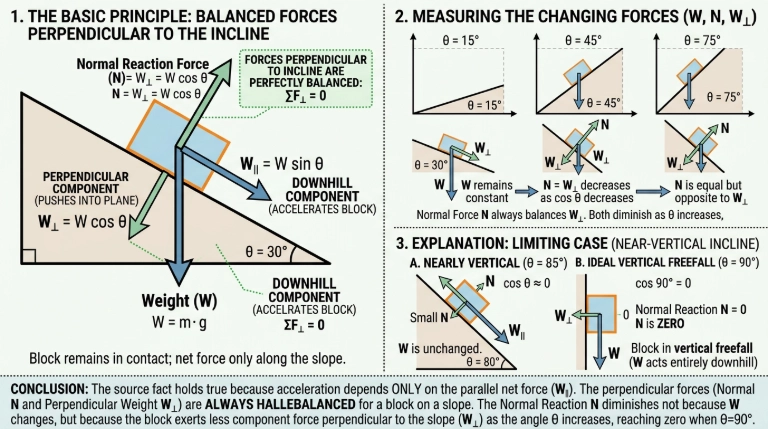 1. THE BASIC PRINCIPLE: BALANCED FORCES
PERPENDICULAR TO THE INCLINE
Normal Reaction Force
(N)= W⊥ = W cos θ
N = W⊥ = W cos θ
FORCES PERPENDICULAR
TO INCLINE ARE
PERFECTLY BALANCED:
ΣF⊥ = 0
W∥ = W sin θ
DOWNHILL
COMPONENT
(ACCELERATES BLOCK)
PERPENDICULAR
COMPONENT
(PUSHES INTO PLANE)
W⊥ = W cos θ
θ = 30°
Weight (W)
W = m·g
DOWNHILL
COMPONENT
(ACCELRATES BLOCK)
ΣF⊥ = 0
Block remains in contact; net force only along the slope.
2. MEASURING THE CHANGING FORCES (W, N, W⊥)
θ = 15°
θ = 45°
θ = 75°
θ = 15°
θ = 45°
θ = 75°
θ = 30°
W⊥
W
N
W⊥
W⊥
N
W⊥
W remains
constant
N = W⊥ decreases
as cos θ decreases
N is equal but
opposite to W⊥
Normal Force N always balances W⊥. Both diminish as θ increases,
3. EXPLANATION: LIMITING CASE (NEAR-VERTICAL INCLINE)
A. NEARLY VERTICAL (θ = 85°)
B. IDEAL VERTICAL FREEFALL (θ = 90°)
N
cos θ ≈ 0
Small N
W∥
W is unchanged.
θ = 80°
cos 90° = 0
W⊥
0
Normal Reaction N = 0
N is ZERO
W
Block in vertical freefall
(W acts entirely downhill)
CONCLUSION: The source fact holds true because acceleration depends ONLY on the parallel net force (W∥). The perpendicular forces (Normal
N and Perpendicular Weight W⊥) are ALWAYS HALLEBALANCED for a block on a slope. The Normal Reaction N diminishes not because W
changes, but because the block exerts less component force perpendicular to the slope (W⊥) as the angle θ increases, reaching zero when θ=90°.